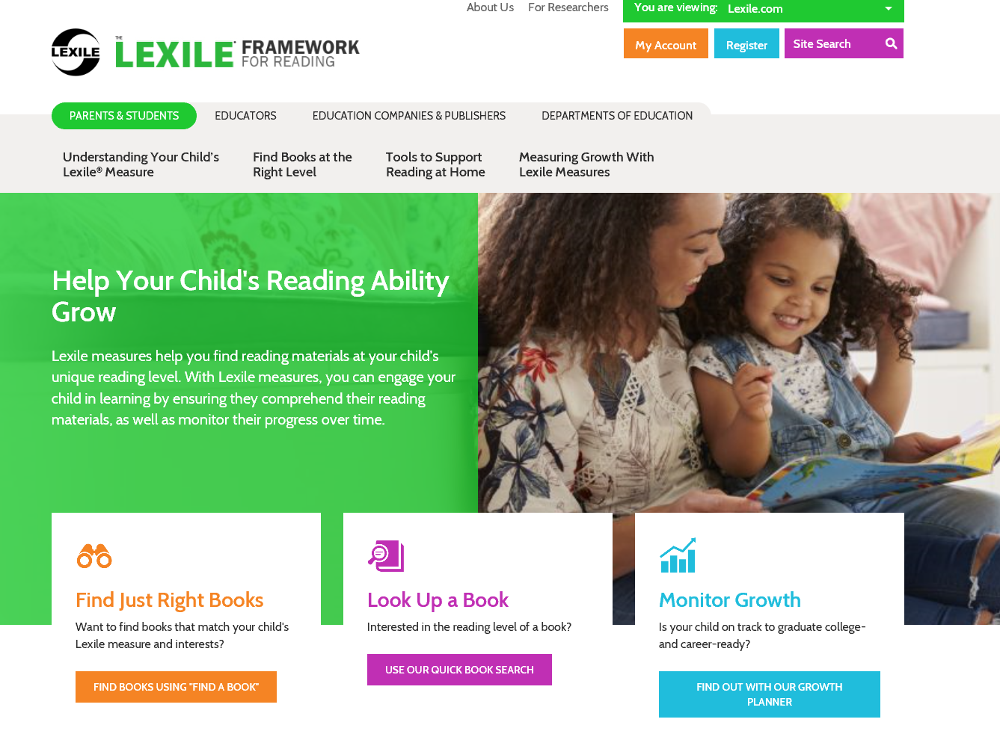 About Us
For Researchers
You are viewing:
Lexile.com
LEXILE
THE LEXILE® FRAMEWORK
FOR READING
My Account
Register
Site Search
PARENTS & STUDENTS
EDUCATORS
EDUCATION COMPANIES & PUBLISHERS
DEPARTMENTS OF EDUCATION
Understanding Your Child's
Lexile® Measure
Find Books at the
Right Level
Tools to Support
Reading at Home
Measuring Growth With
Lexile Measures
Help Your Child's Reading Ability
Grow
Lexile measures help you find reading materials at your child's
unique reading level. With Lexile measures, you can engage your
child in learning by ensuring they comprehend their reading
materials, as well as monitor their progress over time.
Find Just Right Books
Want to find books that match your child's
Lexile measure and interests?
FIND BOOKS USING "FIND A BOOK"
Look Up a Book
Interested in the reading level of a book?
USE OUR QUICK BOOK SEARCH
Monitor Growth
Is your child on track to graduate college-
and career-ready?
FIND OUT WITH OUR GROWTH
PLANNER